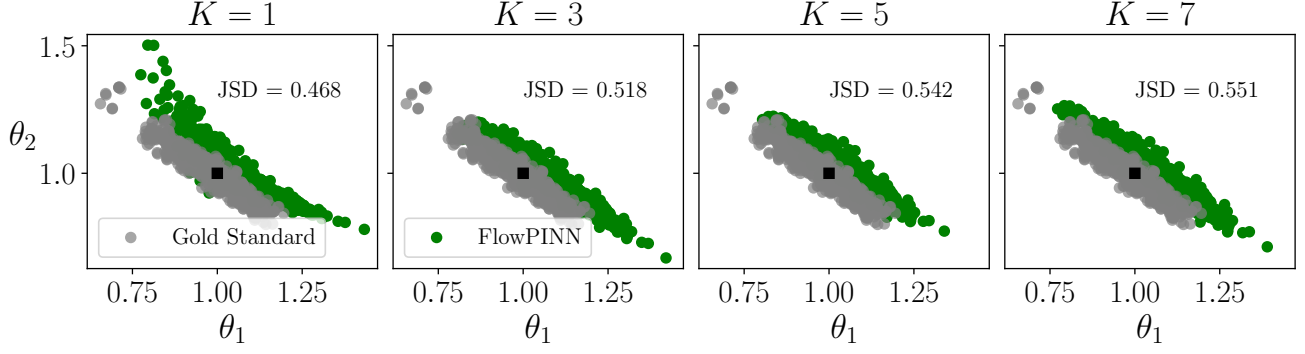 K = 1
K = 3
K = 5
K = 7
1.5
1.0
θ₂
JSD = 0.468
JSD = 0.518
JSD = 0.542
JSD = 0.551
Gold Standard
FlowPINN
0.75 1.00 1.25
0.75 1.00 1.25
0.75 1.00 1.25
0.75 1.00 1.25
θ₁
θ₁
θ₁
θ₁